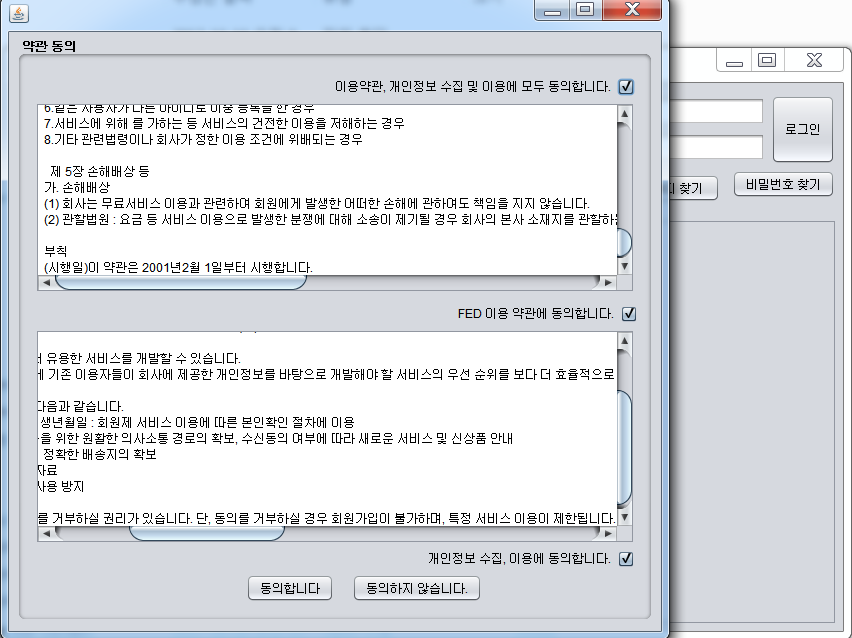 약관 동의
이용약관, 개인정보 수집 및 이용에 모두 동의합니다.
6.같은 사용자가 다른 아이디로 이중 등록을 한 경우
7.서비스에 위해 를 가하는 등 서비스의 건전한 이용을 저해하는 경우
8.기타 관련법령이나 회사가 정한 이용 조건에 위배되는 경우
제 5장 손해배상 등
가. 손해배상
(1) 회사는 무료서비스 이용과 관련하여 회원에게 발생한 어떠한 손해에 관하여도 책임을 지지 않습니다.
(2) 관할법원 : 요금 등 서비스 이용으로 발생한 분쟁에 대해 소송이 제기될 경우 회사의 본사 소재지를 관할하는
부칙
(시행일)이 약관은 2001년2월 1일부터 시행합니다.
FED 이용 약관에 동의합니다.
유용한 서비스를 개발할 수 있습니다.
기존 이용자들이 회사에 제공한 개인정보를 바탕으로 개발해야 할 서비스의 우선 순위를 보다 더 효율적으로
다음과 같습니다.
생년월일 : 회원제 서비스 이용에 따른 본인확인 절차에 이용
을 위한 원활한 의사소통 경로의 확보, 수신동의 여부에 따라 새로운 서비스 및 신상품 안내
정확한 배송지의 확보
자료
사용 방지
를 거부하실 권리가 있습니다. 단, 동의를 거부하실 경우 회원가입이 불가하며, 특정 서비스 이용이 제한됩니다.
개인정보 수집, 이용에 동의합니다.
동의합니다
동의하지 않습니다.
로그인
찾기
비밀번호 찾기